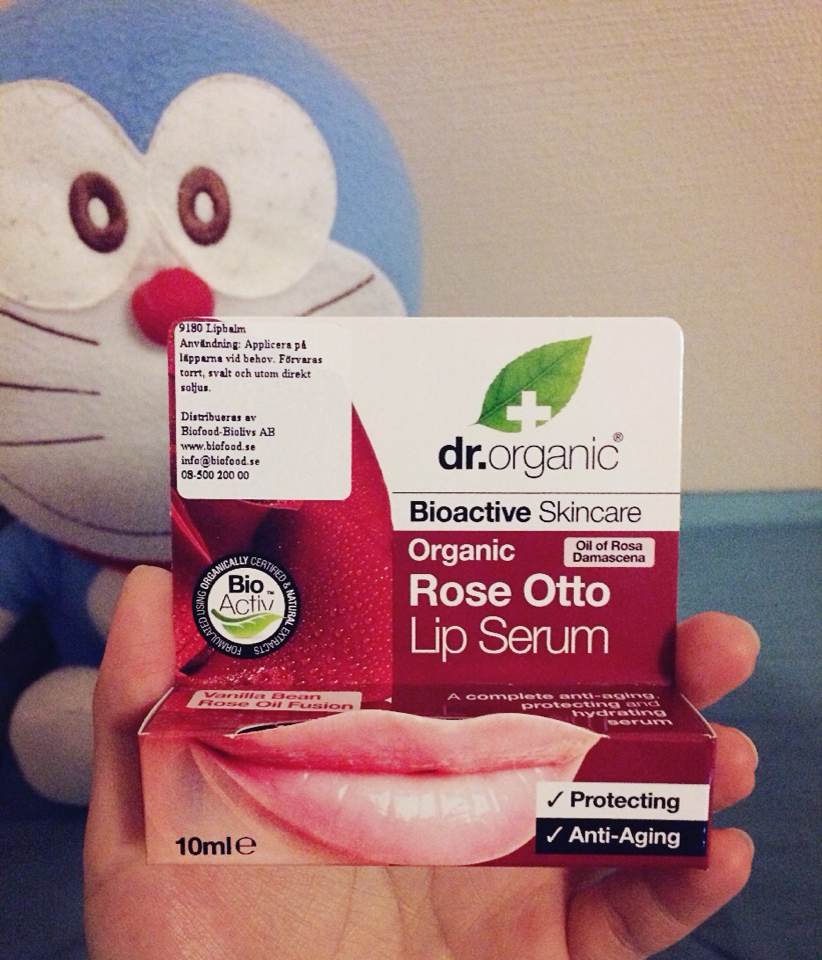 9180 Lipbalm
Användning: Applicera på
läpparna vid behov. Förvaras
torrt, svalt och utom direkt
solljus.
Distribueras av
Biofood-Biolivs AB
www.biofood.se
info@biofood.se
08-500 200 00
dr.organic®
Bioactive Skincare
Organic
Oil of Rosa
Damascena
Rose Otto
Lip Serum
FORMULATED USING ORGANICALLY CERTIFIED & NATURAL EXTRACTS
Bio
Activ™
Vanilla Bean
Rose Oil Fusion
A complete anti-aging,
protecting and
hydrating
serum
✓ Protecting
✓ Anti-Aging
10ml e